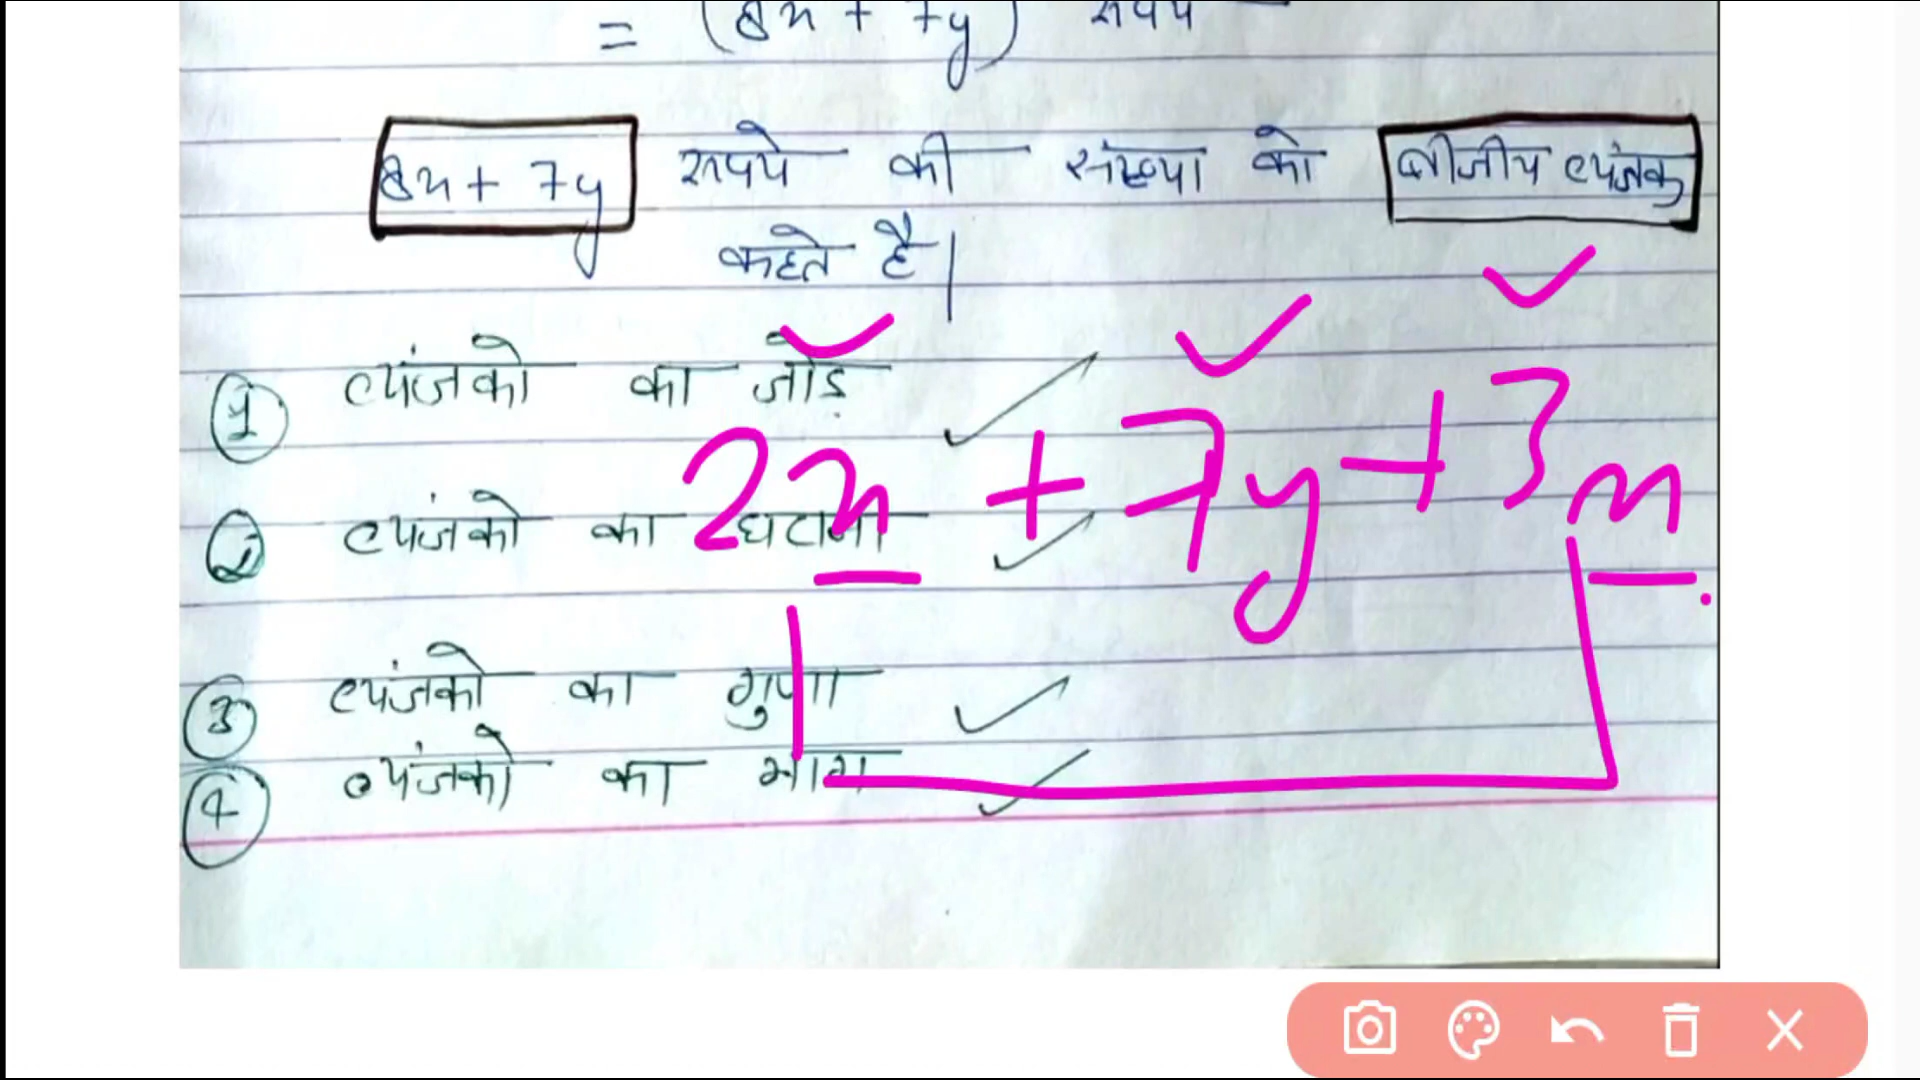 = (8x + 7y) रुपये
8x + 7y रूपये की संख्या को बीजीय व्यंजक
कहते है|
1 व्यंजको का जोड़
2x + 7y + 3x
2 व्यंजको का घटाना
3 व्यंजको का गुणा
4 व्यंजको का भाग